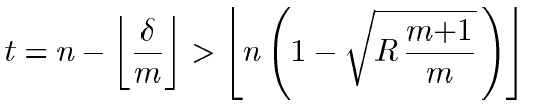 t = n − ⌊δ/m⌋ > ⌊n(1 − √(R (m+1)/m))⌋